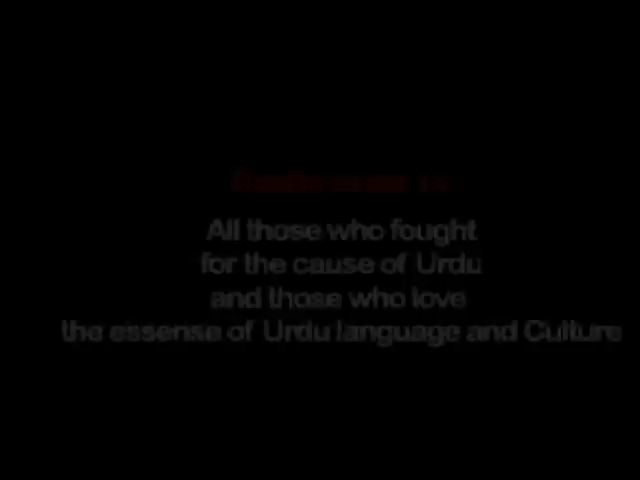 All those who fought
for the cause of Urdu
and those who love
the essense of Urdu language and Culture